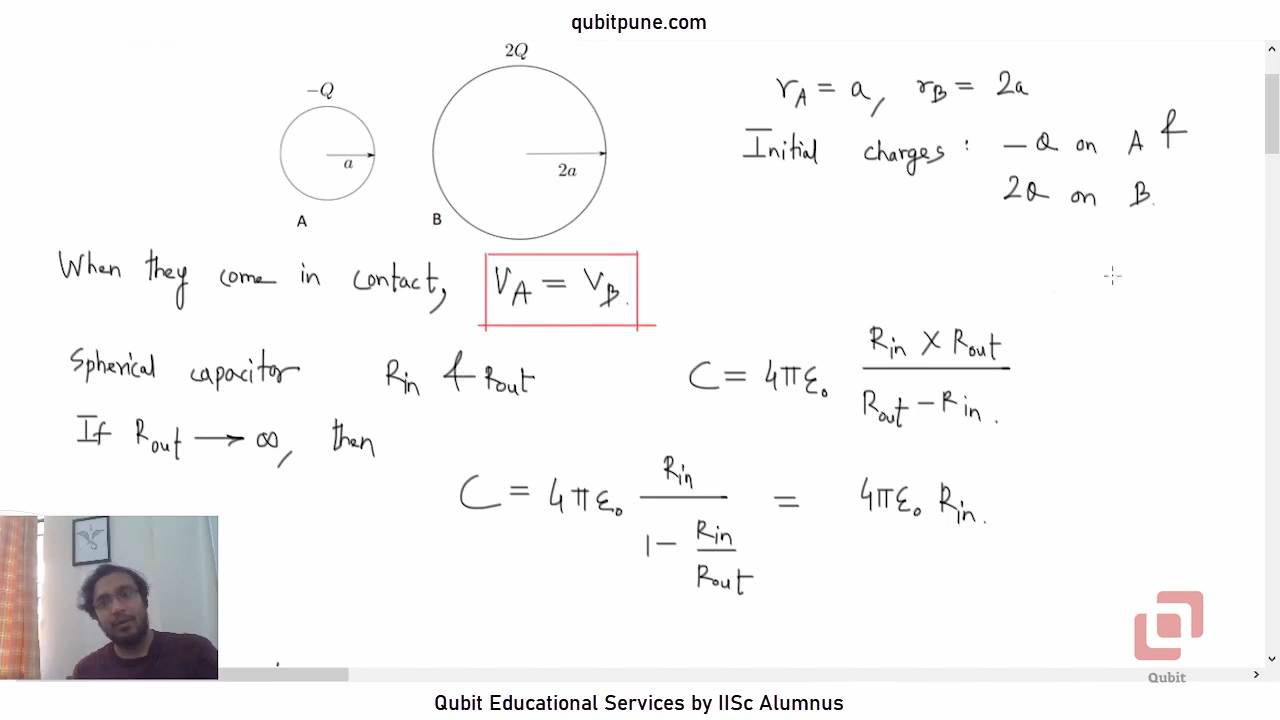 qubitpune.com
2Q
-Q
a
2a
A
B
r_A = a, r_B = 2a
Initial charges : -Q on A &
2Q on B.
When they come in contact, V_A = V_B.
Spherical capacitor R_in & R_out
C = 4πε₀ (R_in × R_out)/(R_out - R_in).
If R_out → ∞, then
C = 4πε₀ R_in/(1 - R_in/R_out) = 4πε₀ R_in.
Qubit
Qubit Educational Services by IISc Alumnus